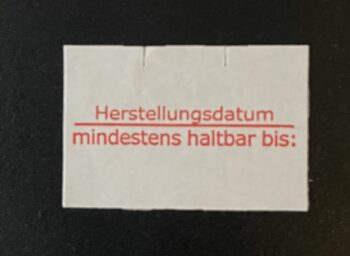 Herstellungsdatum
mindestens haltbar bis: